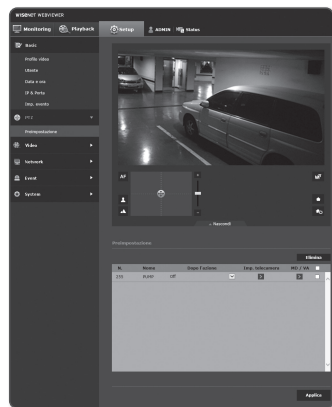 WISENET WEBVIEWER
Monitoring Playback Setup ADMIN Status
Basic
Profilo video
Utente
Data e ora
IP & Porta
Imp. evento
PTZ
Preimpostazione
Video
Network
Event
System
AF
Nascondi
Preimpostazione
Elimina
N. Nome Dopo l'azione Imp. telecamera MD / VA
Off
Applica